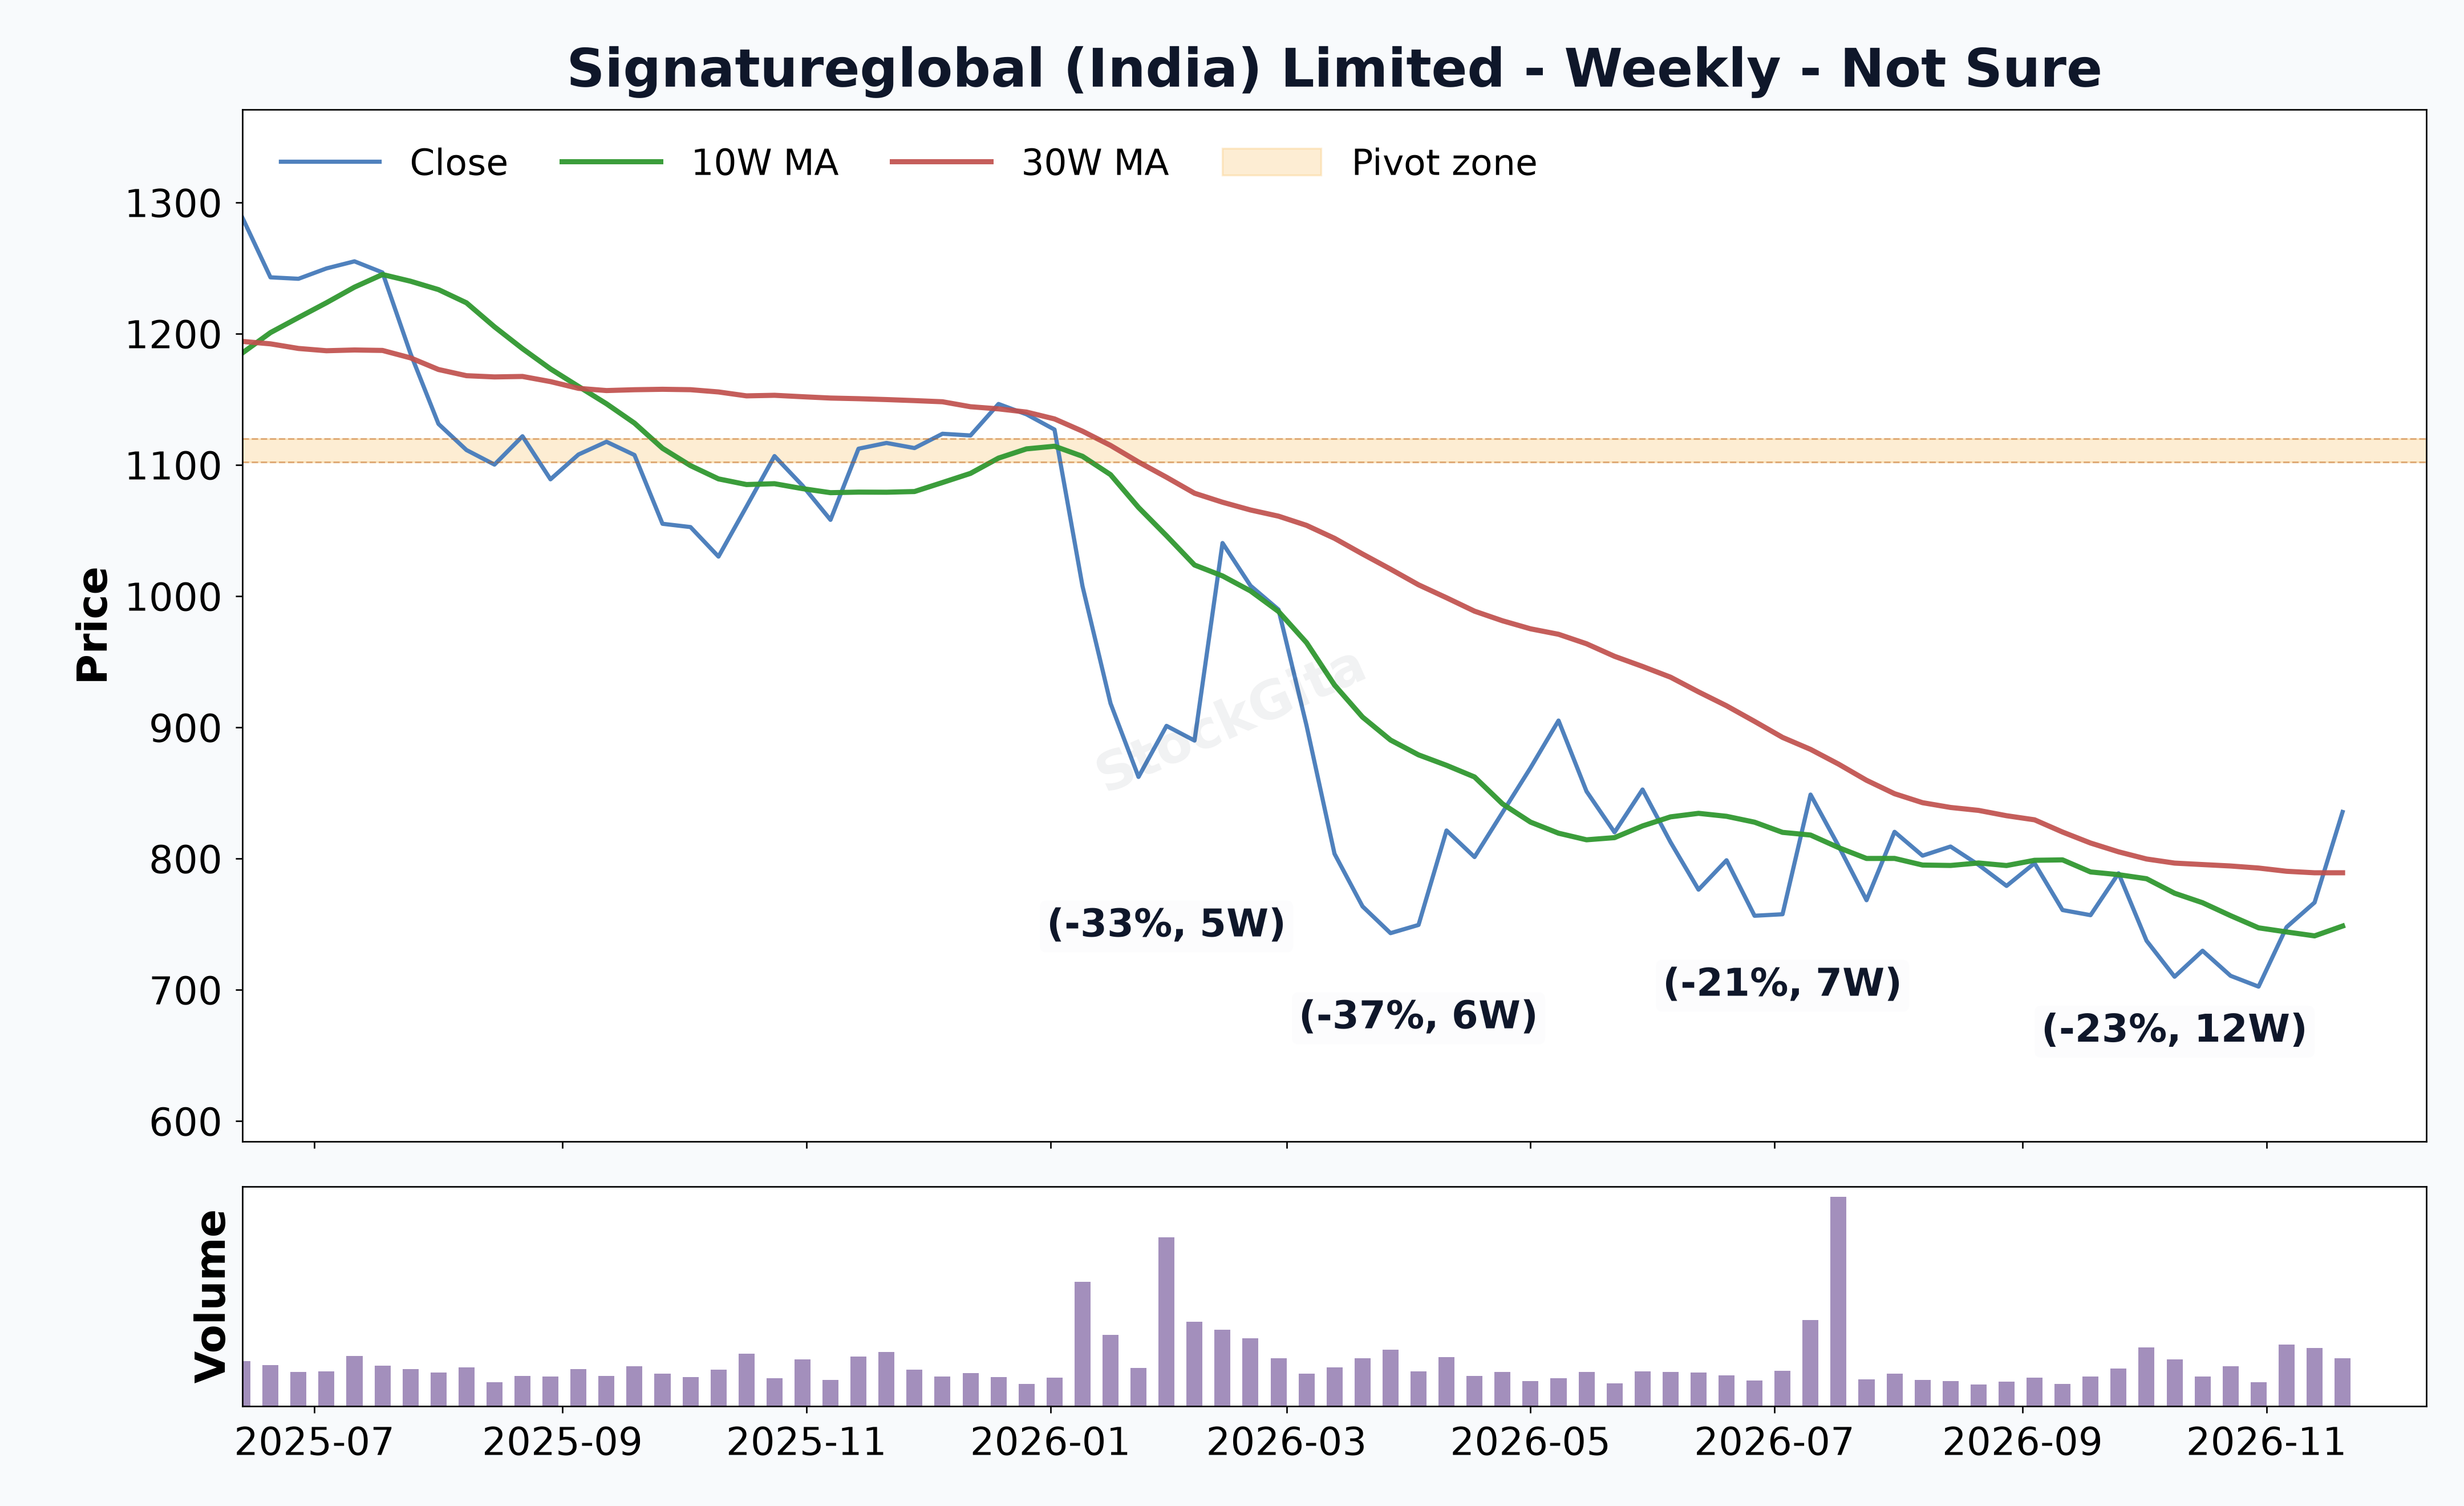 Signatureglobal (India) Limited - Weekly - Not Sure
Close 10W MA 30W MA Pivot zone
Price
1300
1200
1100
1000
900
800
700
600
StockGita
(-33%, 5W)
(-37%, 6W)
(-21%, 7W)
(-23%, 12W)
Volume
2025-07 2025-09 2025-11 2026-01 2026-03 2026-05 2026-07 2026-09 2026-11